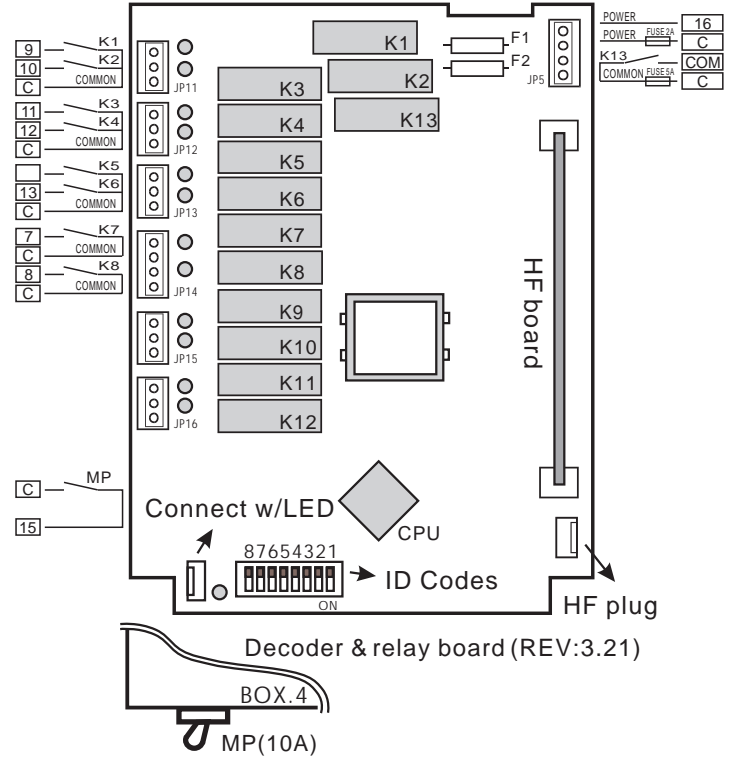 9 K1
10 K2
C COMMON
11 K3
12 K4
C COMMON
K5
13 K6
C COMMON
7 K7
C COMMON
8 K8
C COMMON
C MP
15
JP11
JP12
JP13
JP14
JP15
JP16
K1
K2
K13
K3
K4
K5
K6
K7
K8
K9
K10
K11
K12
F1
F2
JP5
POWER 16
POWER FUSE 2A C
K13 COM
COMMON FUSE 5A C
HF board
CPU
Connect w/LED
87654321
ON
ID Codes
HF plug
Decoder & relay board (REV:3.21)
BOX.4
MP(10A)